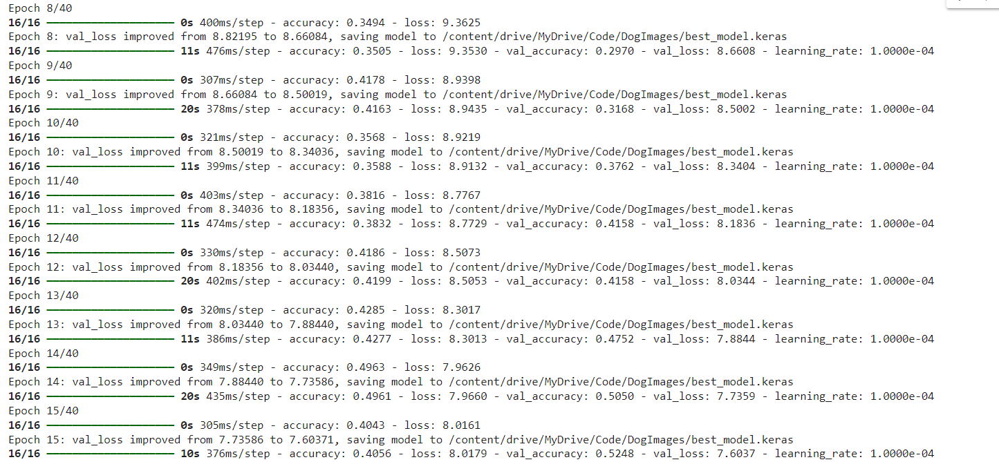 Epoch 8/40
16/16 ━━━━━━━━━━━━━━━━━━━━ 0s 400ms/step - accuracy: 0.3494 - loss: 9.3625
Epoch 8: val_loss improved from 8.82195 to 8.66084, saving model to /content/drive/MyDrive/Code/DogImages/best_model.keras
16/16 ━━━━━━━━━━━━━━━━━━━━ 11s 476ms/step - accuracy: 0.3505 - loss: 9.3530 - val_accuracy: 0.2970 - val_loss: 8.6608 - learning_rate: 1.0000e-04
Epoch 9/40
16/16 ━━━━━━━━━━━━━━━━━━━━ 0s 307ms/step - accuracy: 0.4178 - loss: 8.9398
Epoch 9: val_loss improved from 8.66084 to 8.50019, saving model to /content/drive/MyDrive/Code/DogImages/best_model.keras
16/16 ━━━━━━━━━━━━━━━━━━━━ 20s 378ms/step - accuracy: 0.4163 - loss: 8.9435 - val_accuracy: 0.3168 - val_loss: 8.5002 - learning_rate: 1.0000e-04
Epoch 10/40
16/16 ━━━━━━━━━━━━━━━━━━━━ 0s 321ms/step - accuracy: 0.3568 - loss: 8.9219
Epoch 10: val_loss improved from 8.50019 to 8.34036, saving model to /content/drive/MyDrive/Code/DogImages/best_model.keras
16/16 ━━━━━━━━━━━━━━━━━━━━ 11s 399ms/step - accuracy: 0.3588 - loss: 8.9132 - val_accuracy: 0.3762 - val_loss: 8.3404 - learning_rate: 1.0000e-04
Epoch 11/40
16/16 ━━━━━━━━━━━━━━━━━━━━ 0s 403ms/step - accuracy: 0.3816 - loss: 8.7767
Epoch 11: val_loss improved from 8.34036 to 8.18356, saving model to /content/drive/MyDrive/Code/DogImages/best_model.keras
16/16 ━━━━━━━━━━━━━━━━━━━━ 11s 474ms/step - accuracy: 0.3832 - loss: 8.7729 - val_accuracy: 0.4158 - val_loss: 8.1836 - learning_rate: 1.0000e-04
Epoch 12/40
16/16 ━━━━━━━━━━━━━━━━━━━━ 0s 330ms/step - accuracy: 0.4186 - loss: 8.5073
Epoch 12: val_loss improved from 8.18356 to 8.03440, saving model to /content/drive/MyDrive/Code/DogImages/best_model.keras
16/16 ━━━━━━━━━━━━━━━━━━━━ 20s 402ms/step - accuracy: 0.4199 - loss: 8.5053 - val_accuracy: 0.4158 - val_loss: 8.0344 - learning_rate: 1.0000e-04
Epoch 13/40
16/16 ━━━━━━━━━━━━━━━━━━━━ 0s 320ms/step - accuracy: 0.4285 - loss: 8.3017
Epoch 13: val_loss improved from 8.03440 to 7.88440, saving model to /content/drive/MyDrive/Code/DogImages/best_model.keras
16/16 ━━━━━━━━━━━━━━━━━━━━ 11s 386ms/step - accuracy: 0.4277 - loss: 8.3013 - val_accuracy: 0.4752 - val_loss: 7.8844 - learning_rate: 1.0000e-04
Epoch 14/40
16/16 ━━━━━━━━━━━━━━━━━━━━ 0s 349ms/step - accuracy: 0.4963 - loss: 7.9626
Epoch 14: val_loss improved from 7.88440 to 7.73586, saving model to /content/drive/MyDrive/Code/DogImages/best_model.keras
16/16 ━━━━━━━━━━━━━━━━━━━━ 20s 435ms/step - accuracy: 0.4961 - loss: 7.9660 - val_accuracy: 0.5050 - val_loss: 7.7359 - learning_rate: 1.0000e-04
Epoch 15/40
16/16 ━━━━━━━━━━━━━━━━━━━━ 0s 305ms/step - accuracy: 0.4043 - loss: 8.0161
Epoch 15: val_loss improved from 7.73586 to 7.60371, saving model to /content/drive/MyDrive/Code/DogImages/best_model.keras
16/16 ━━━━━━━━━━━━━━━━━━━━ 10s 376ms/step - accuracy: 0.4056 - loss: 8.0179 - val_accuracy: 0.5248 - val_loss: 7.6037 - learning_rate: 1.0000e-04